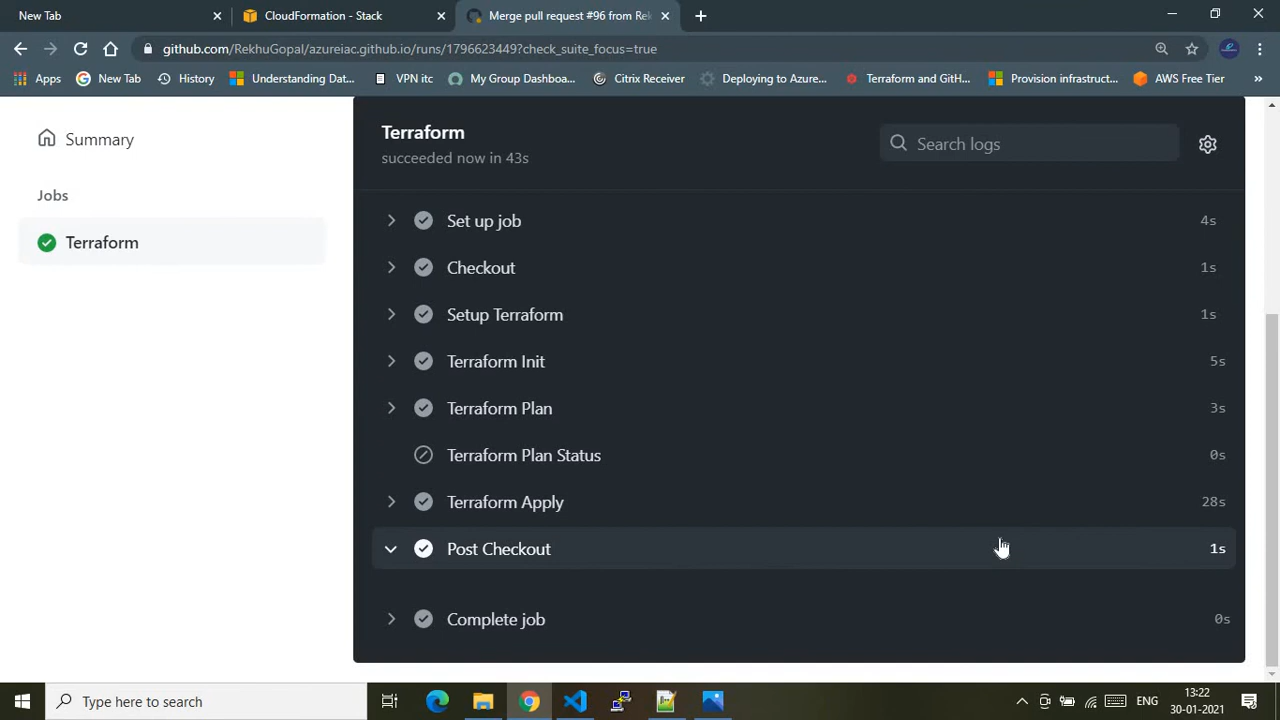 New Tab
CloudFormation - Stack
Merge pull request #96 from Rek
github.com/RekhuGopal/azureiac.github.io/runs/1796623449?check_suite_focus=true
Apps
New Tab
History
Understanding Dat...
VPN itc
My Group Dashboa...
Citrix Receiver
Deploying to Azure...
Terraform and GitH...
Provision infrastruct...
AWS Free Tier
»
Summary
Jobs
Terraform
Terraform
succeeded now in 43s
Search logs
Set up job 4s
Checkout 1s
Setup Terraform 1s
Terraform Init 5s
Terraform Plan 3s
Terraform Plan Status 0s
Terraform Apply 28s
Post Checkout 1s
Complete job 0s
Type here to search
ENG
13:22
30-01-2021